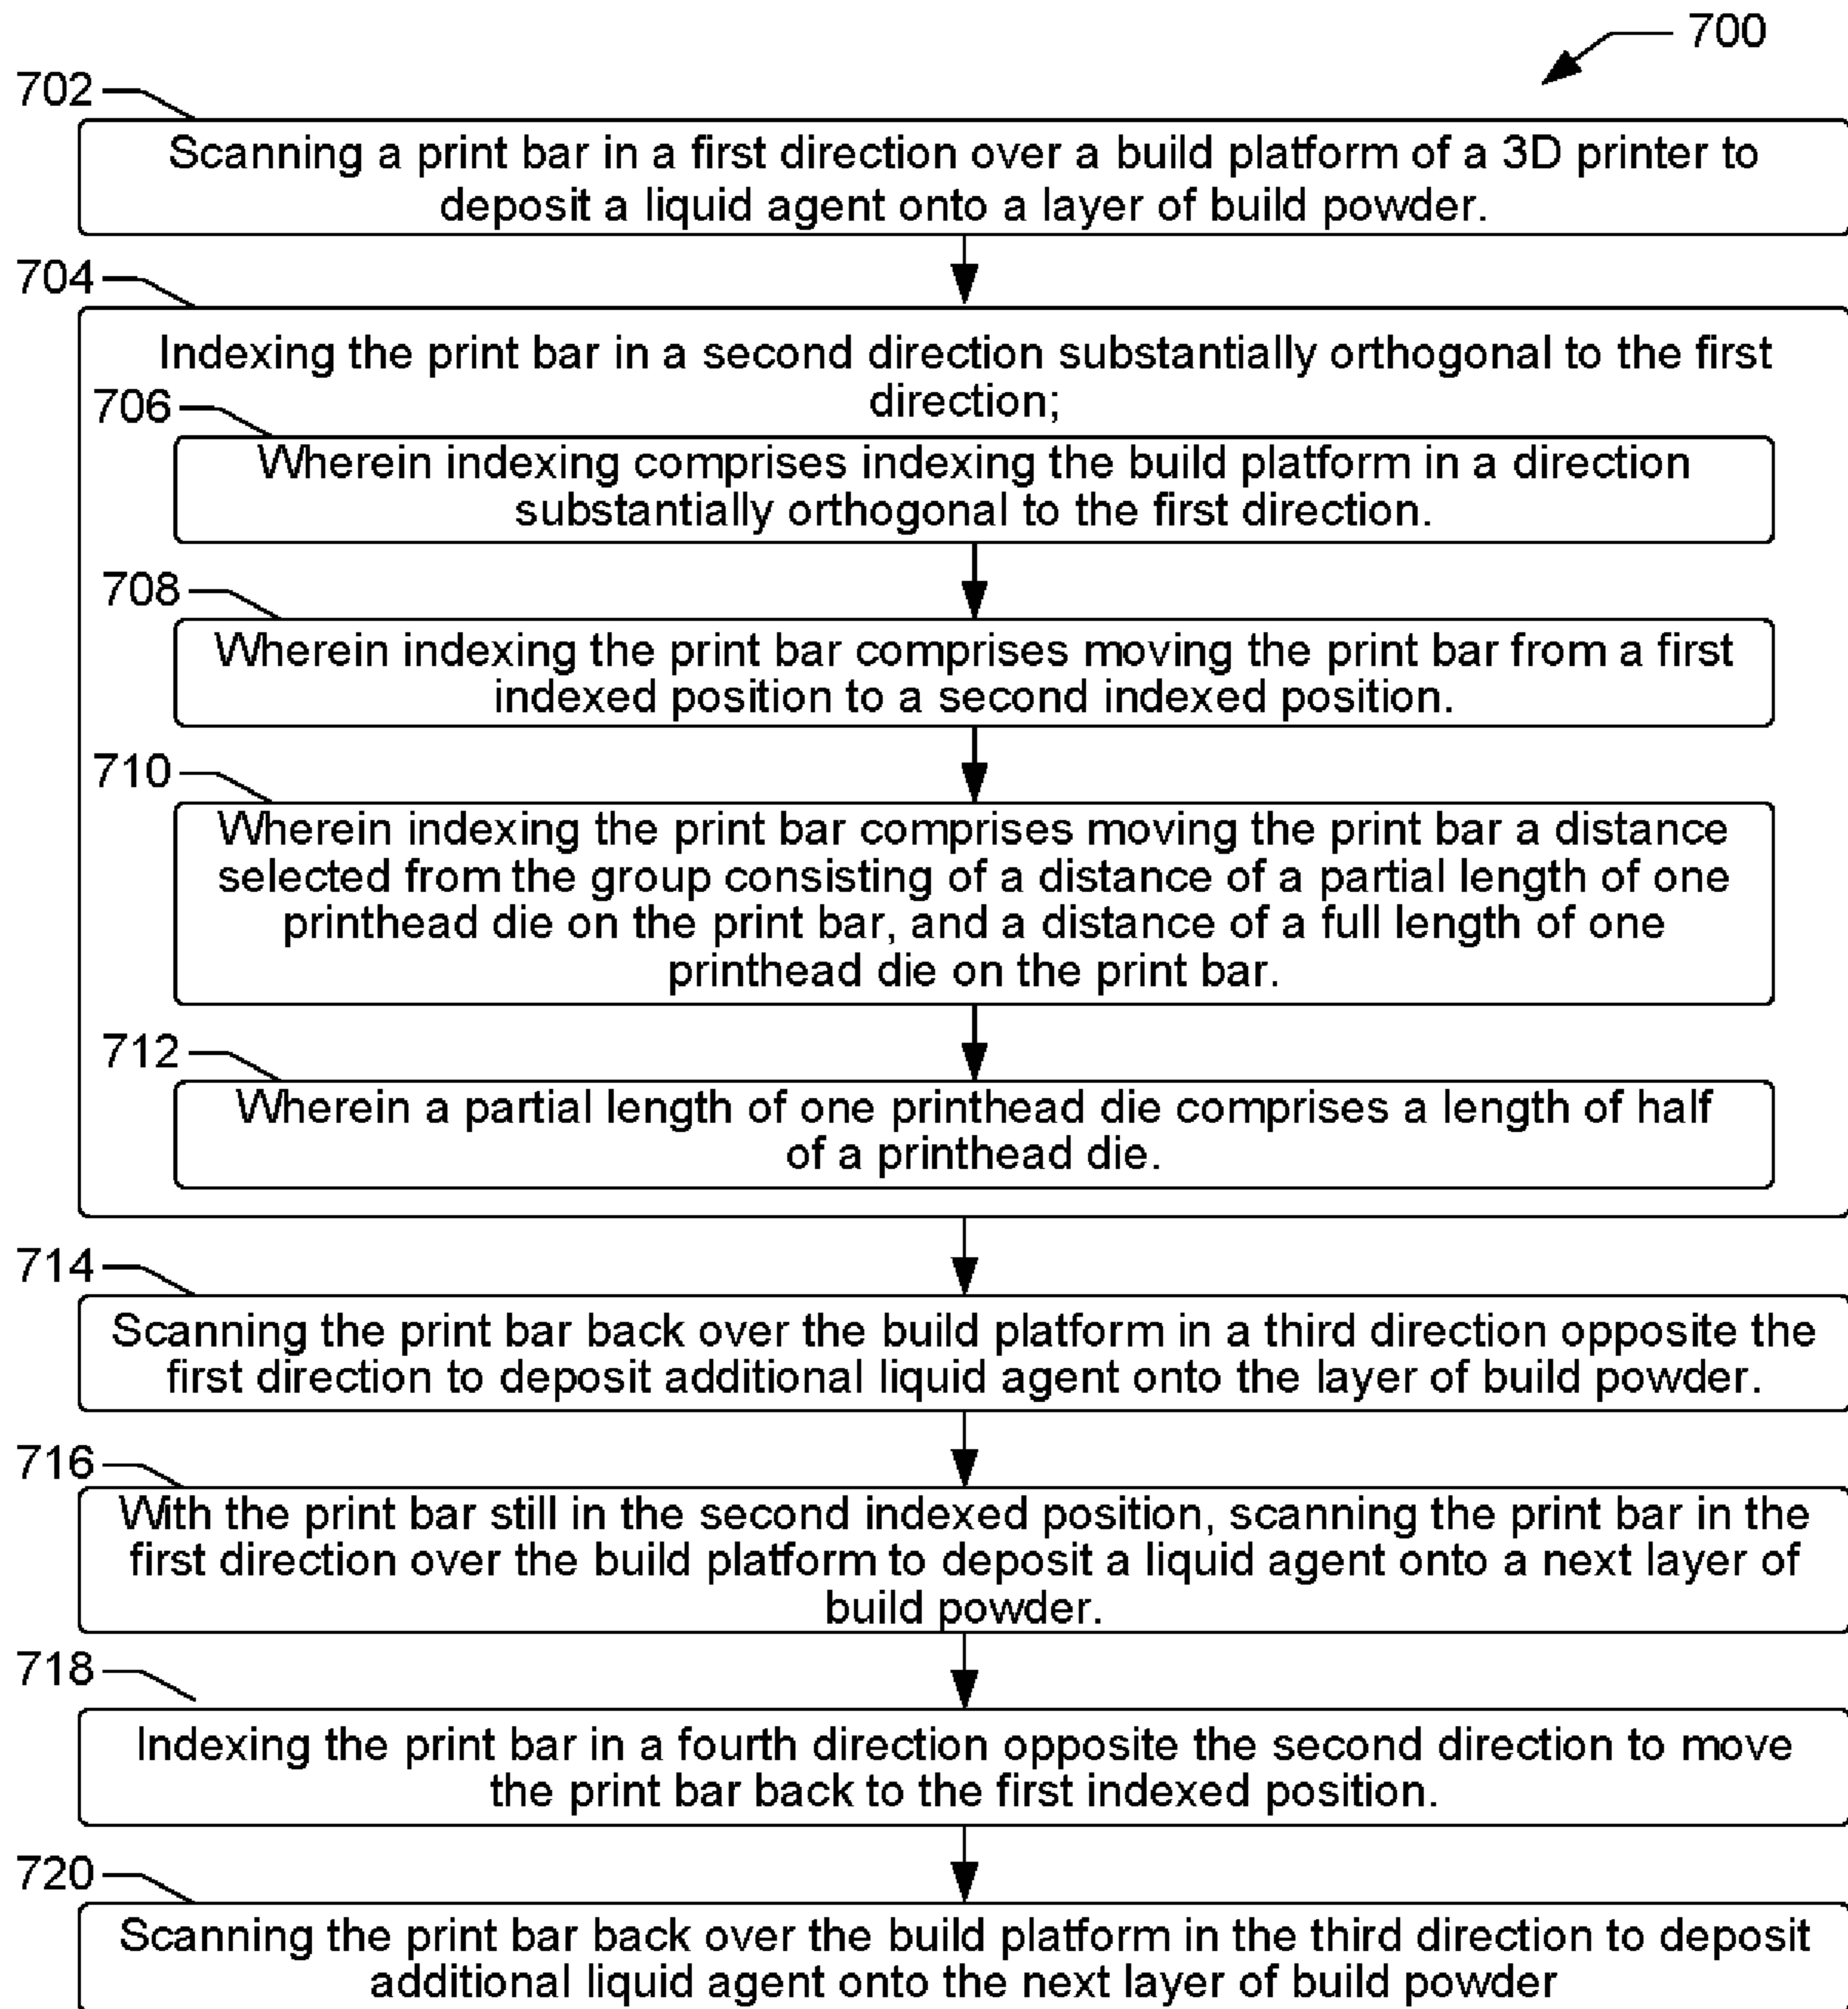 700
702
Scanning a print bar in a first direction over a build platform of a 3D printer to
deposit a liquid agent onto a layer of build powder.
704
Indexing the print bar in a second direction substantially orthogonal to the first
direction;
706
Wherein indexing comprises indexing the build platform in a direction
substantially orthogonal to the first direction.
708
Wherein indexing the print bar comprises moving the print bar from a first
indexed position to a second indexed position.
710
Wherein indexing the print bar comprises moving the print bar a distance
selected from the group consisting of a distance of a partial length of one
printhead die on the print bar, and a distance of a full length of one
printhead die on the print bar.
712
Wherein a partial length of one printhead die comprises a length of half
of a printhead die.
714
Scanning the print bar back over the build platform in a third direction opposite the
first direction to deposit additional liquid agent onto the layer of build powder.
716
With the print bar still in the second indexed position, scanning the print bar in the
first direction over the build platform to deposit a liquid agent onto a next layer of
build powder.
718
Indexing the print bar in a fourth direction opposite the second direction to move
the print bar back to the first indexed position.
720
Scanning the print bar back over the build platform in the third direction to deposit
additional liquid agent onto the next layer of build powder